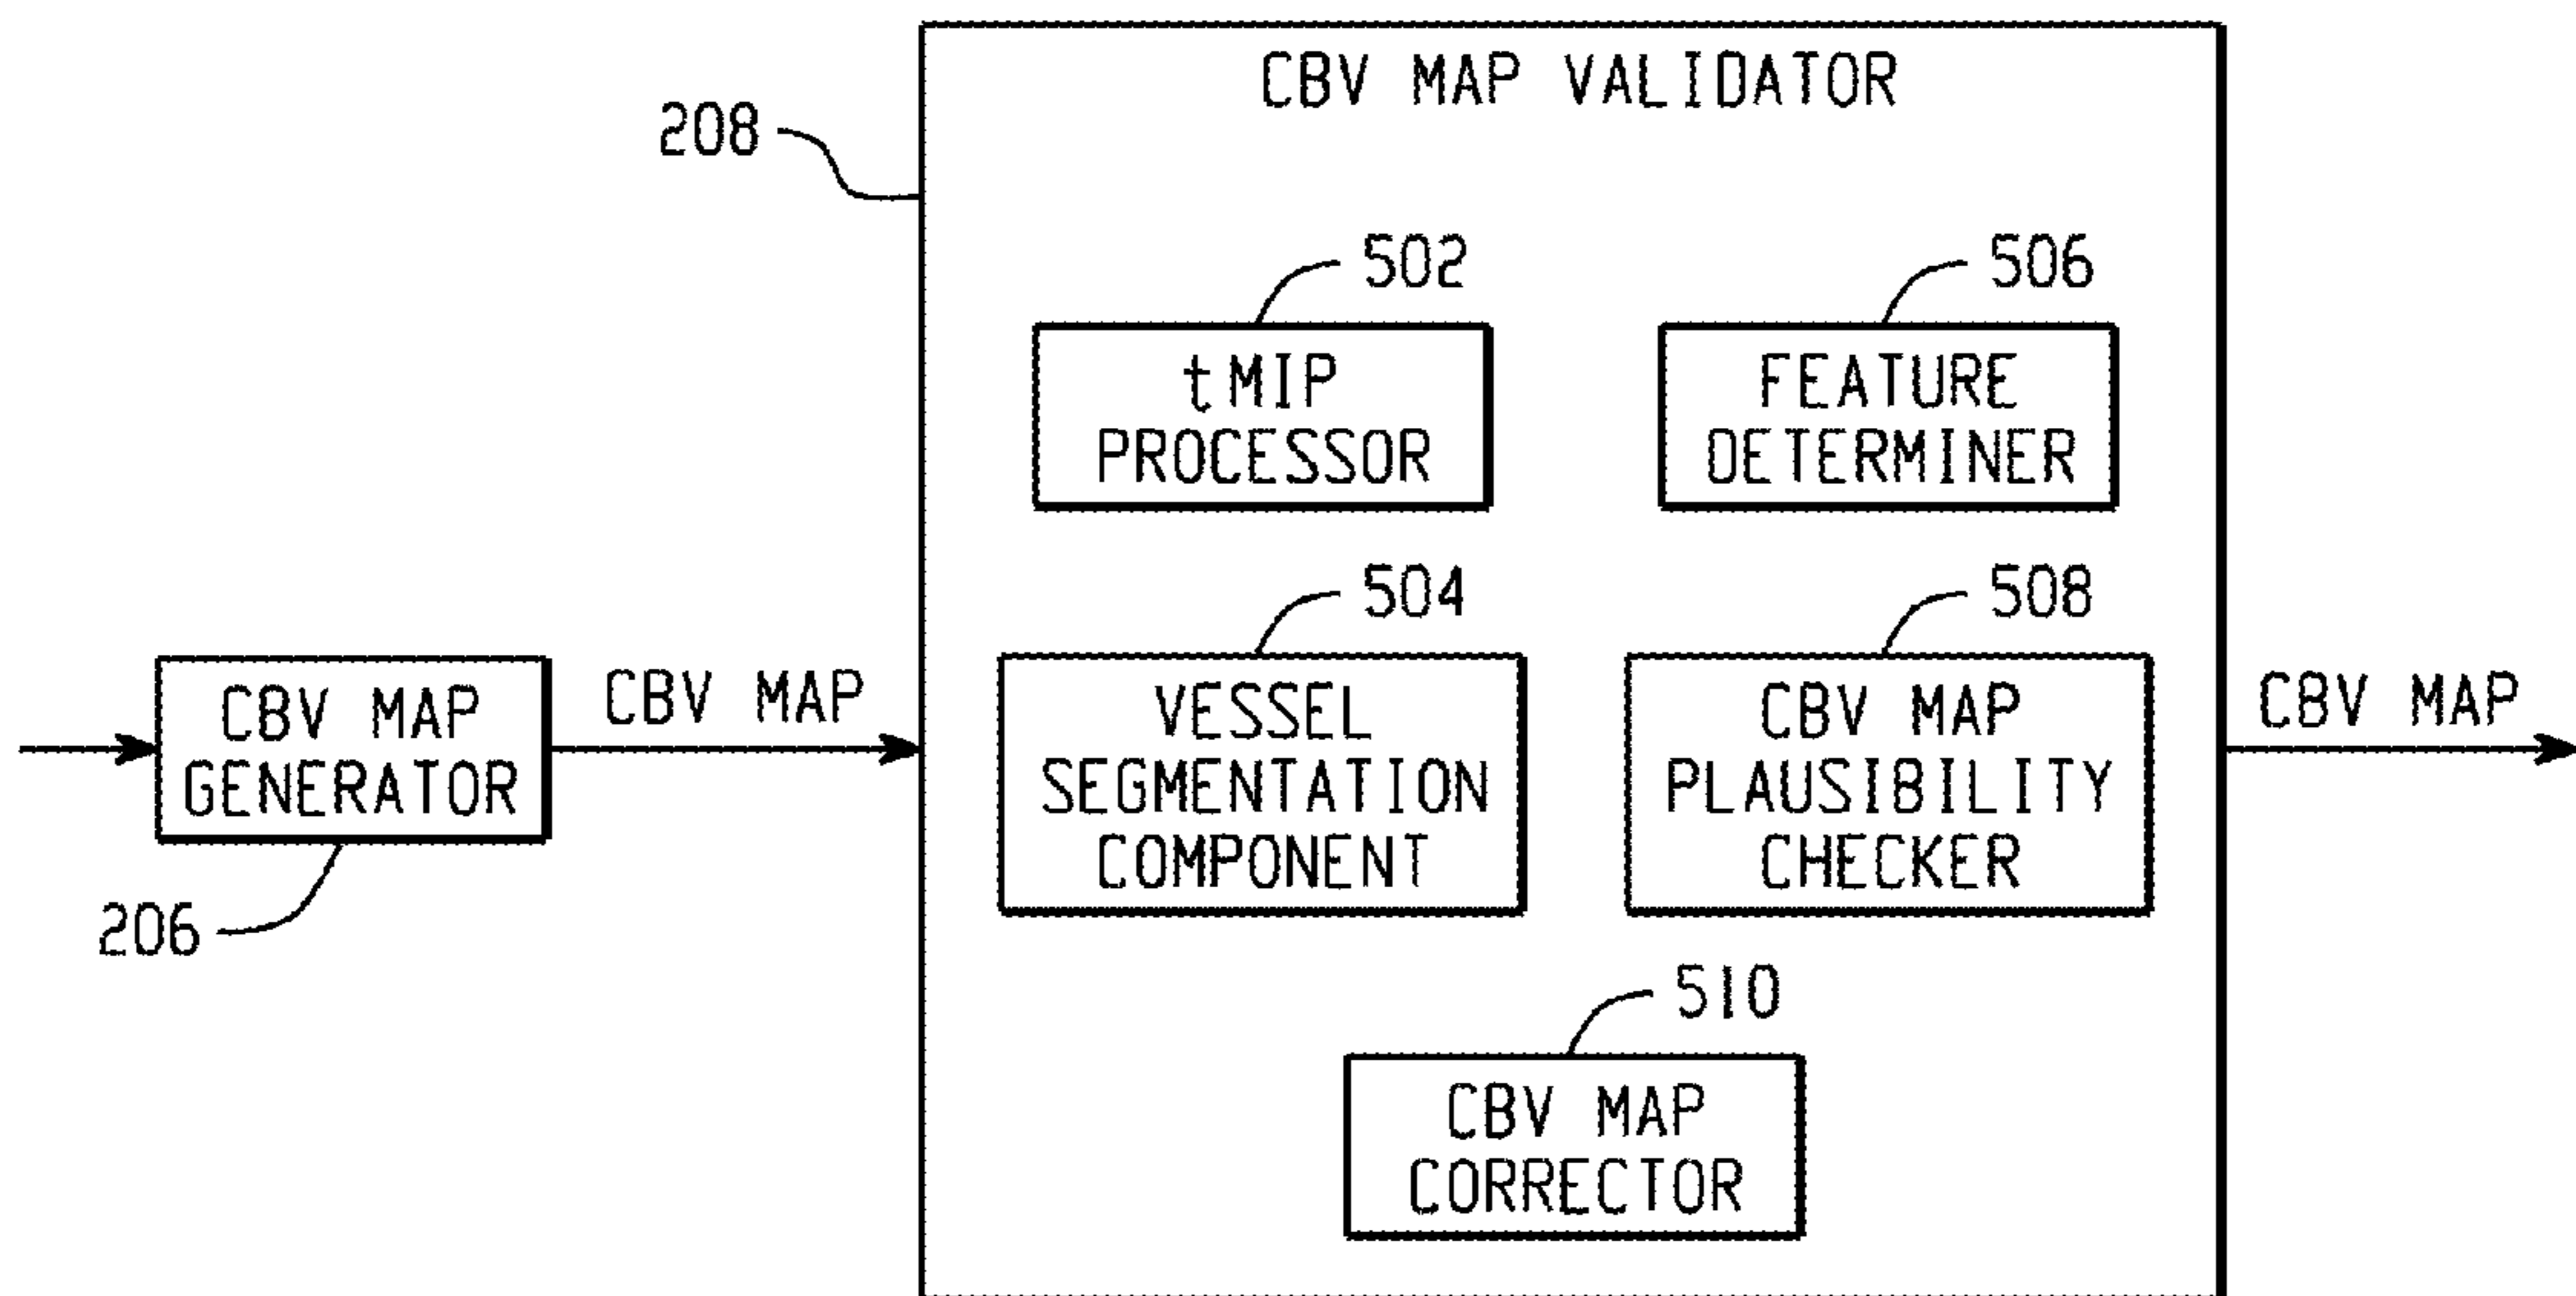 CBV MAP VALIDATOR
208
502
506
tMIP
PROCESSOR
FEATURE
DETERMINER
504
508
CBV MAP
GENERATOR
CBV MAP
VESSEL
SEGMENTATION
COMPONENT
CBV MAP
PLAUSIBILITY
CHECKER
CBV MAP
206
510
CBV MAP
CORRECTOR